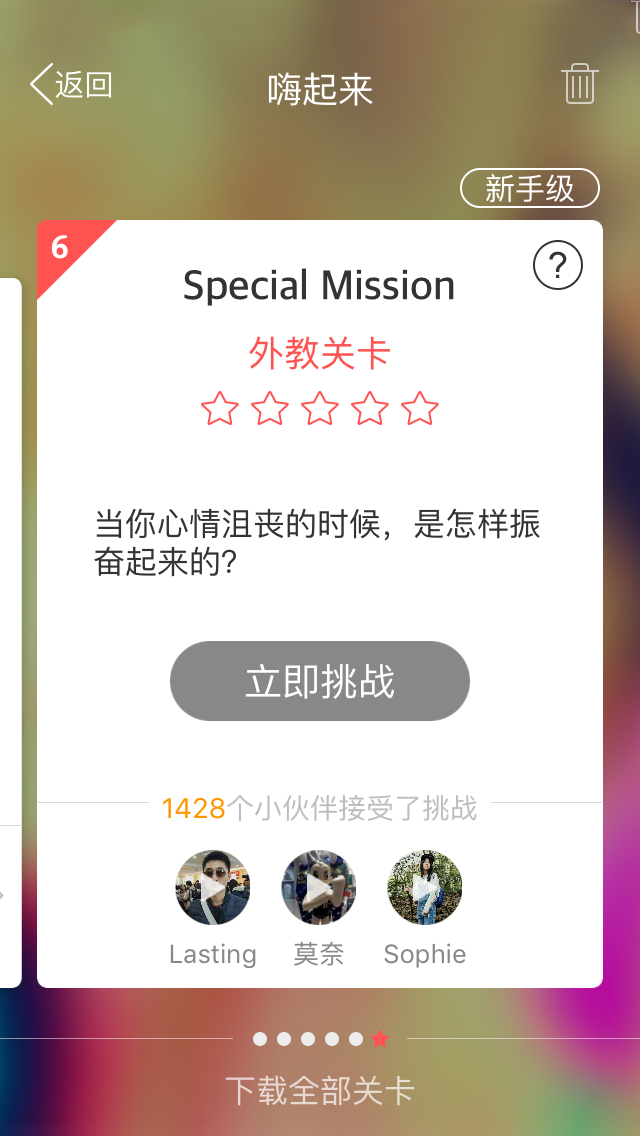 返回
嗨起来
新手级
6
?
Special Mission
外教关卡
当你心情沮丧的时候，是怎样振
奋起来的?
立即挑战
1428个小伙伴接受了挑战
Lasting
莫奈
Sophie
下载全部关卡